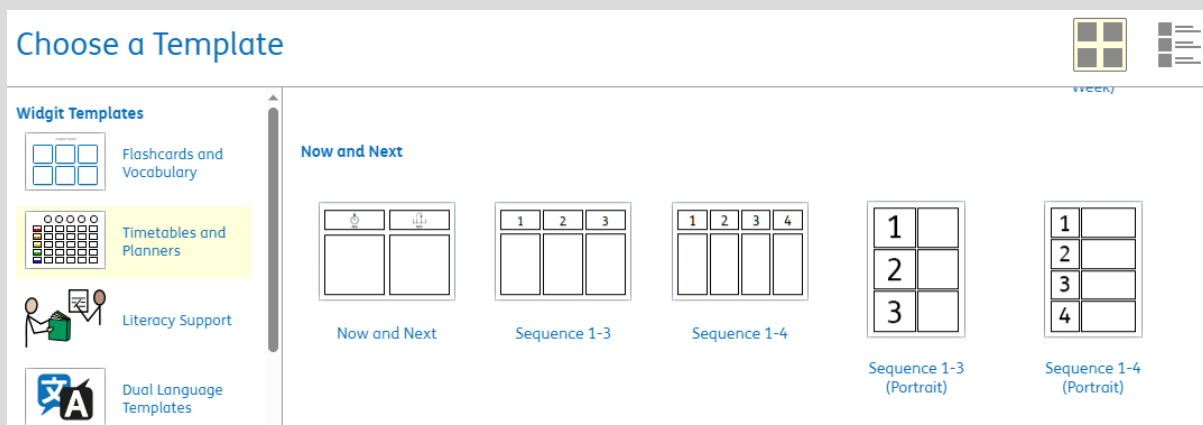 Choose a Template
Week)
Widgit Templates
Flashcards and
Vocabulary
Timetables and
Planners
Literacy Support
Dual Language
Templates
Now and Next
1 2 3
1 2 3 4
1
2
3
1
2
3
4
Now and Next
Sequence 1-3
Sequence 1-4
Sequence 1-3
(Portrait)
Sequence 1-4
(Portrait)